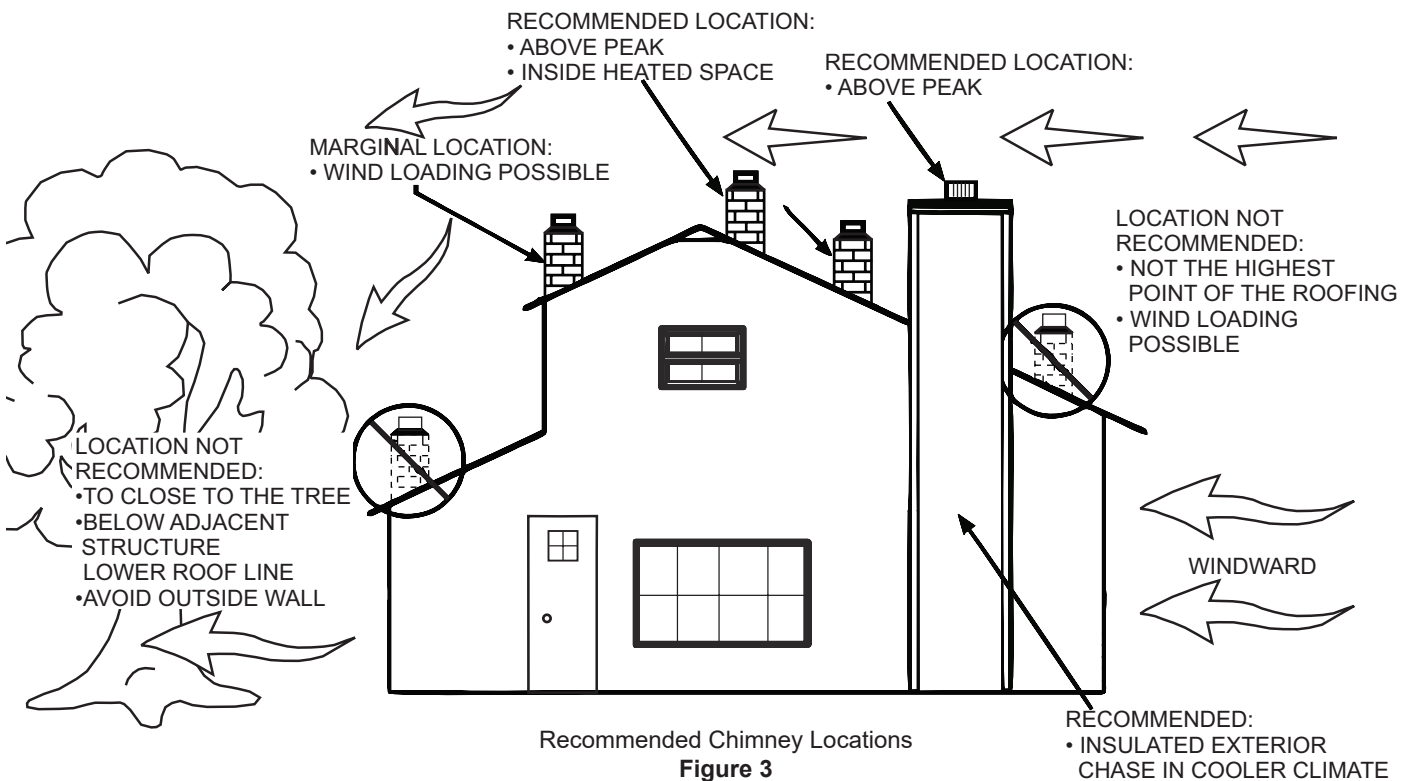 RECOMMENDED LOCATION:
• ABOVE PEAK
• INSIDE HEATED SPACE
RECOMMENDED LOCATION:
• ABOVE PEAK
MARGINAL LOCATION:
• WIND LOADING POSSIBLE
LOCATION NOT
RECOMMENDED:
• NOT THE HIGHEST
POINT OF THE ROOFING
• WIND LOADING
POSSIBLE
LOCATION NOT
RECOMMENDED:
•TO CLOSE TO THE TREE
•BELOW ADJACENT
STRUCTURE
LOWER ROOF LINE
•AVOID OUTSIDE WALL
WINDWARD
RECOMMENDED:
• INSULATED EXTERIOR
CHASE IN COOLER CLIMATE
Recommended Chimney Locations
Figure 3